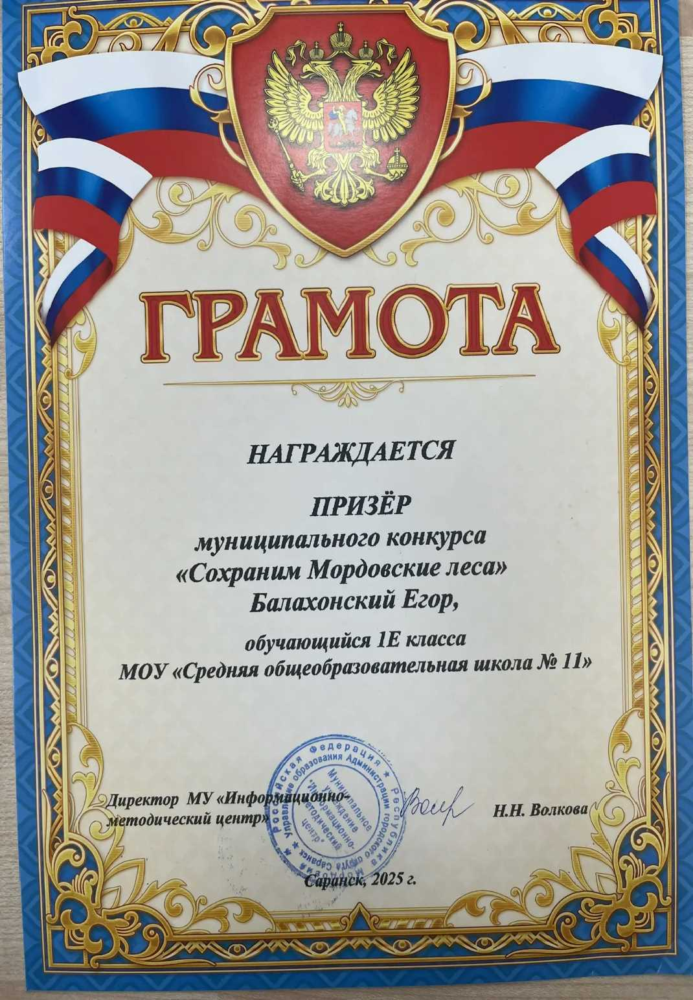 ГРАМОТА
НАГРАЖДАЕТСЯ
ПРИЗЁР
муниципального конкурса
«Сохраним Мордовские леса»
Балахонский Егор,
обучающийся 1Е класса
МОУ «Средняя общеобразовательная школа № 11»
Директор МУ «Информационно-
методический центр»
Н.Н. Волкова
Российская Федерация ★ Республика Мордовия ★
Управление образования Администрации городского округа Саранск ★
Муниципальное
учреждение
"Информационно-
методический
центр"
Саранск, 2025 г.